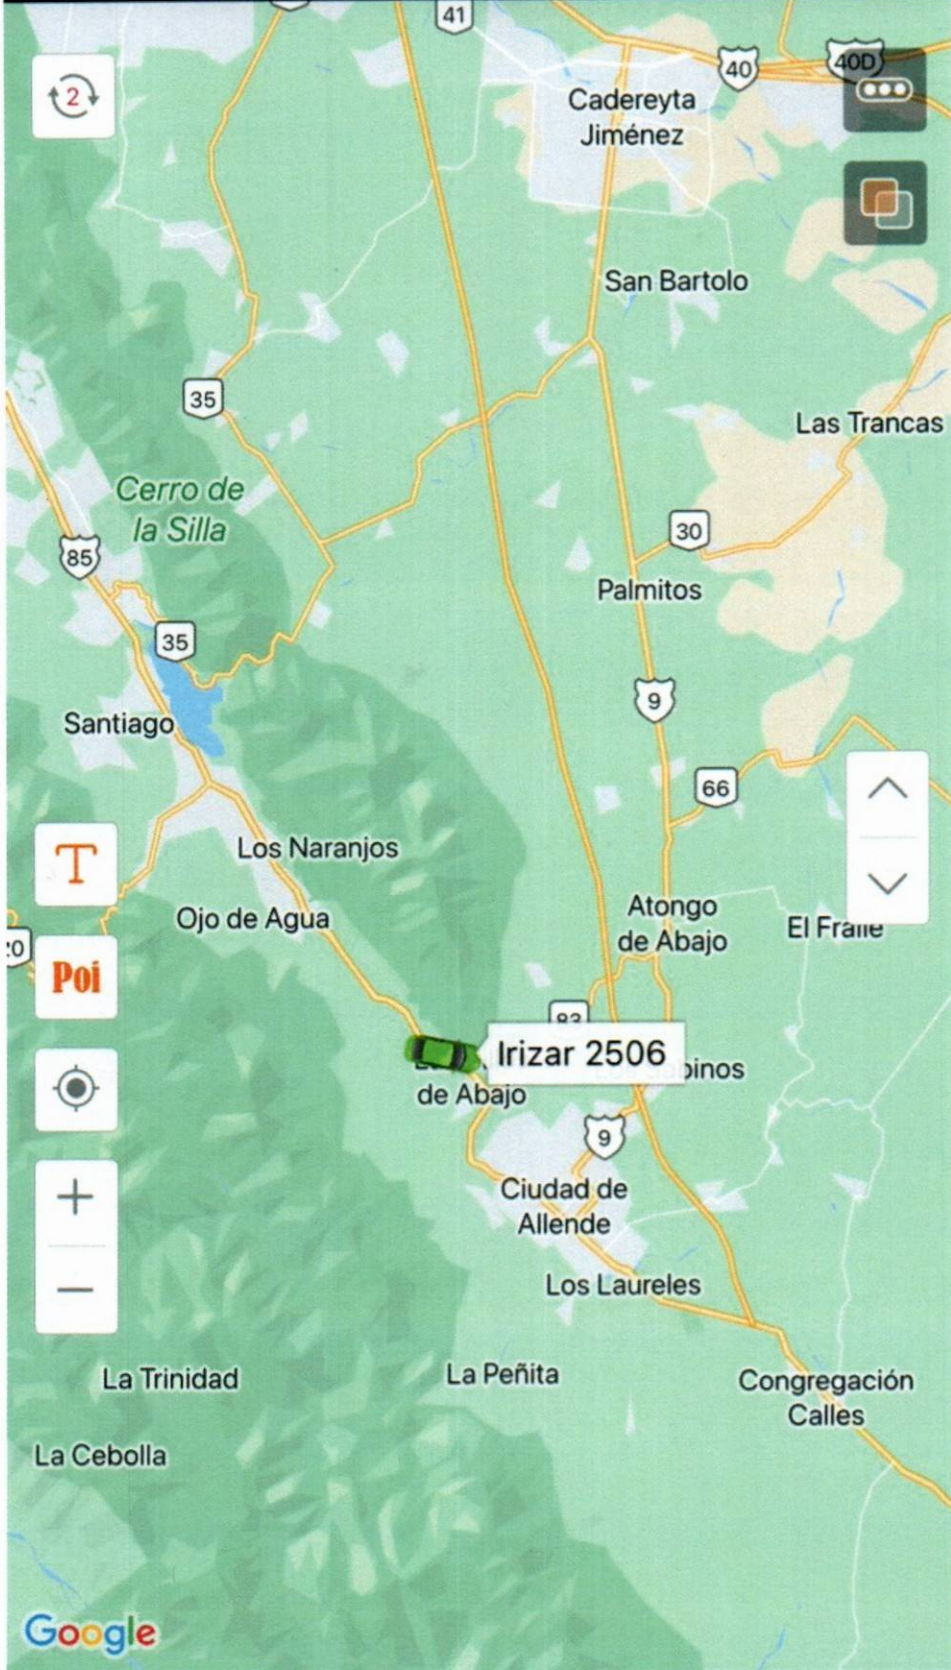 41
40
40D
2
Cadereyta
Jiménez
San Bartolo
35
Las Trancas
Cerro de
la Silla
30
85
Palmitos
35
9
Santiago
66
T
Los Naranjos
Atongo
de Abajo
Ojo de Agua
El Fraile
Poi
83
Irizar 2506
de Abajo
9
Ciudad de
Allende
Los Laureles
La Trinidad
La Peñita
Congregación
Calles
La Cebolla
Google